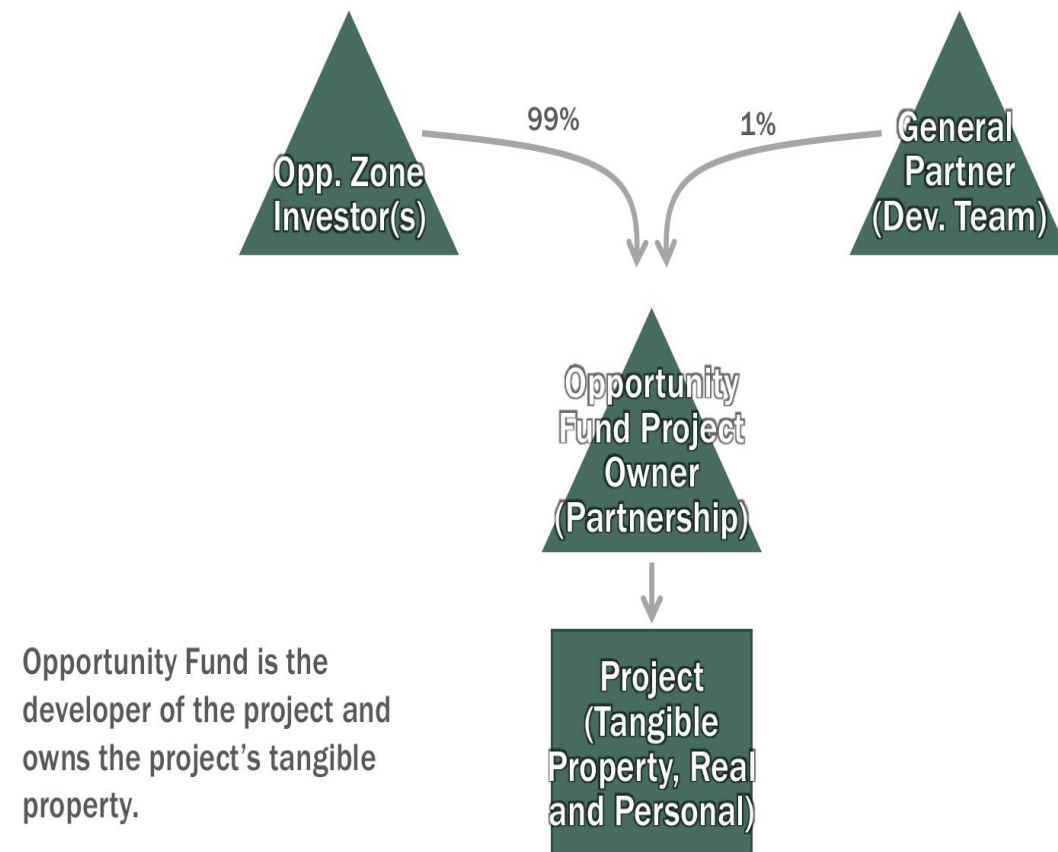 99%
1%
Opp. Zone
Investor(s)
General
Partner
(Dev. Team)
Opportunity
Fund Project
Owner
(Partnership)
Opportunity Fund is the
developer of the project and
owns the project’s tangible
property.
Project
(Tangible
Property, Real
and Personal)